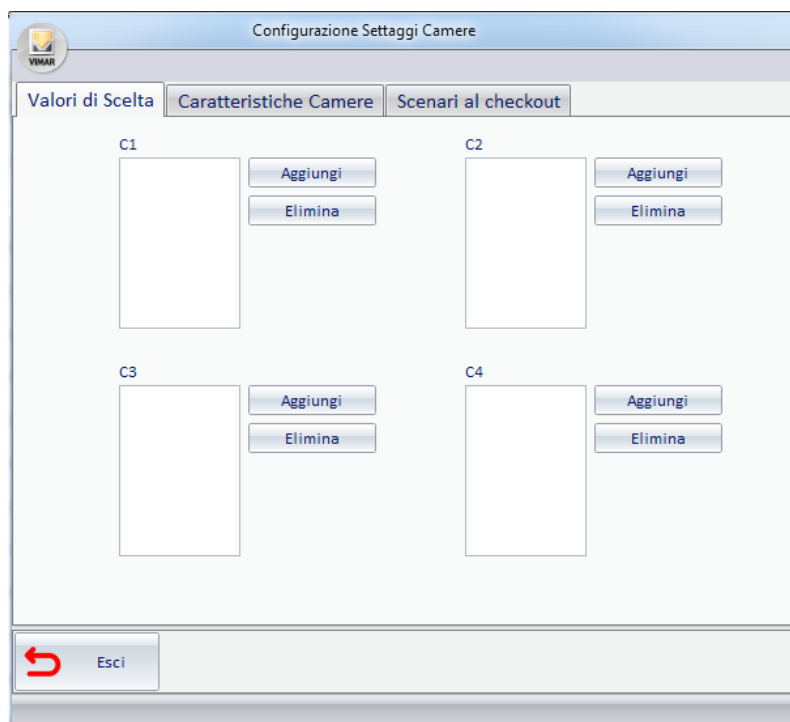 Configurazione Settaggi Camere
VIMAR
Valori di Scelta Caratteristiche Camere Scenari al checkout
C1 C2
Aggiungi Aggiungi
Elimina Elimina
C3 C4
Aggiungi Aggiungi
Elimina Elimina
Esci